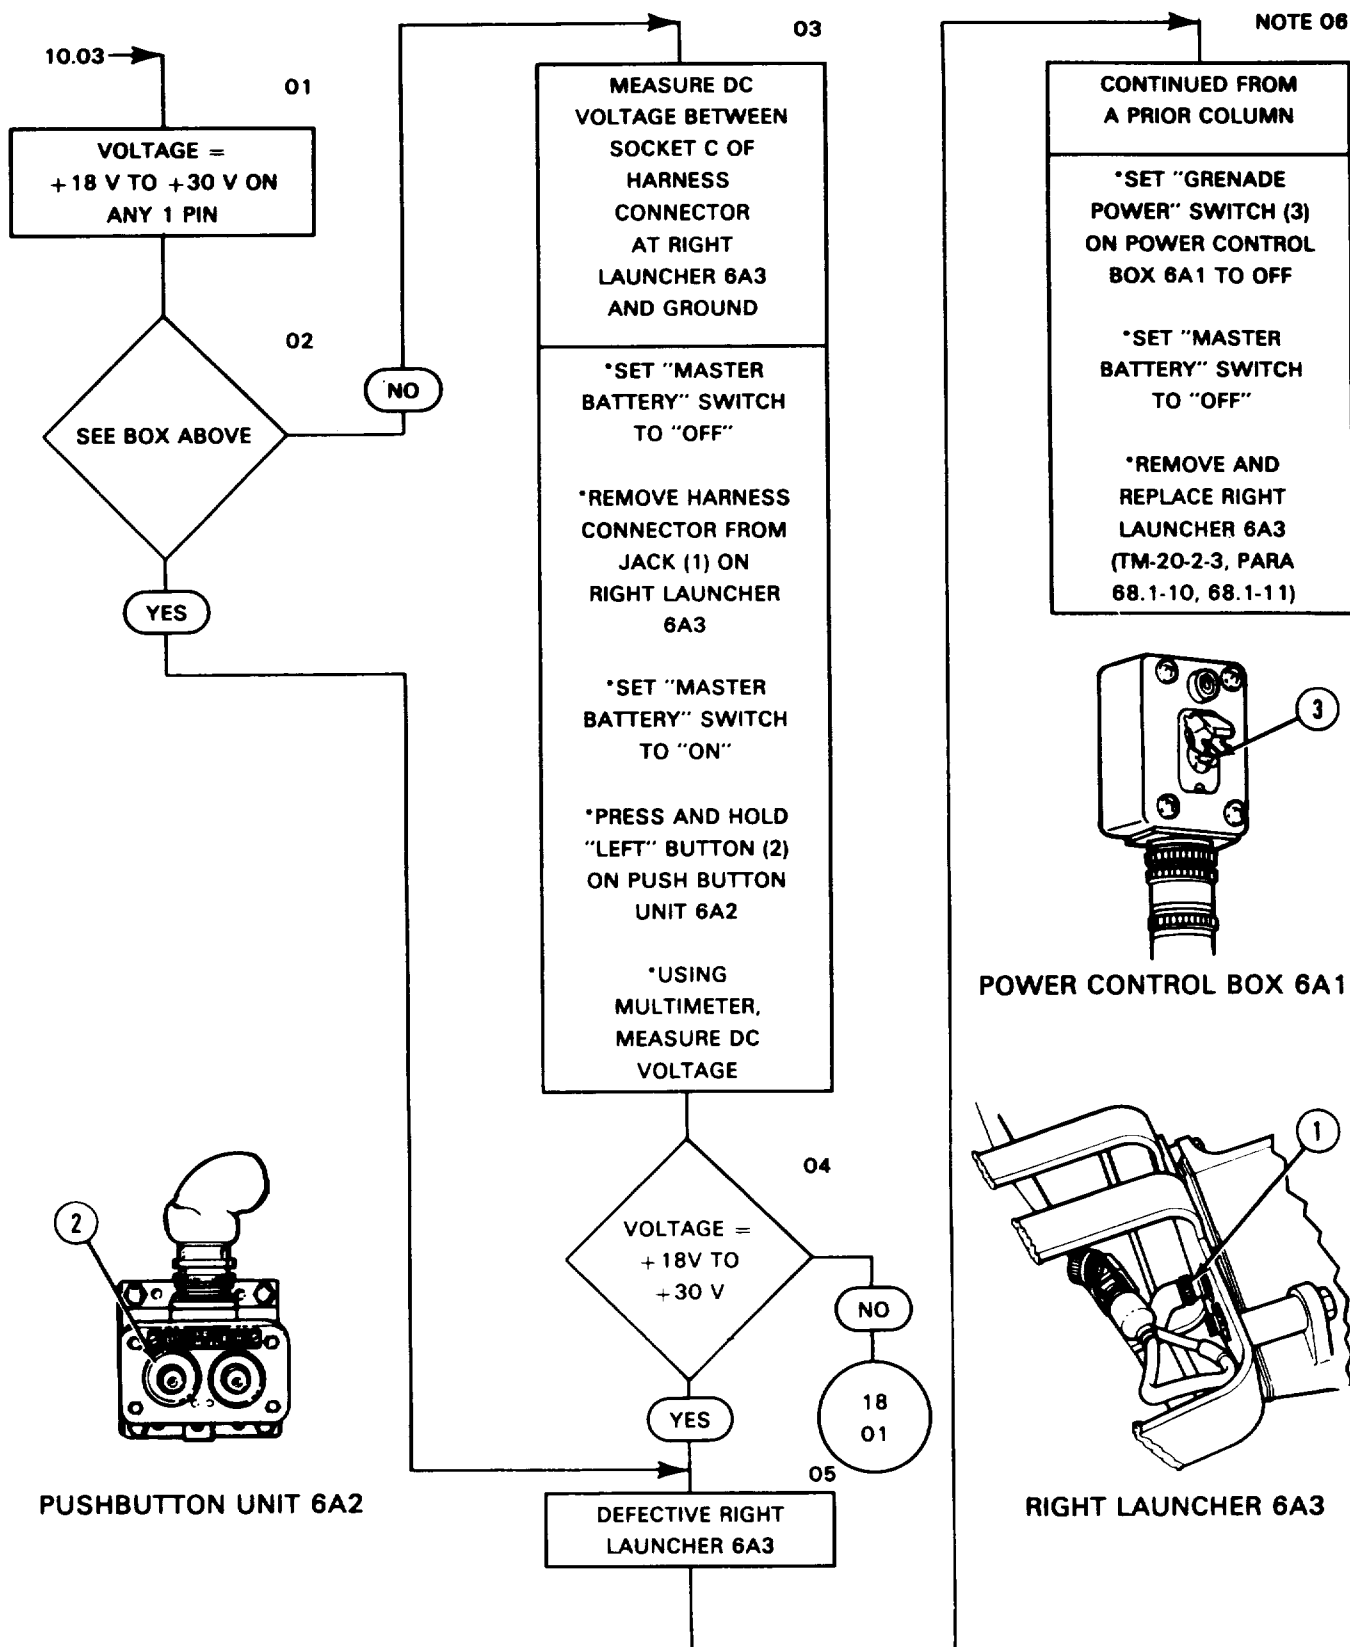 10.03
01
VOLTAGE =
+18 V TO +30 V ON
ANY 1 PIN
02
SEE BOX ABOVE
NO
YES
03
MEASURE DC
VOLTAGE BETWEEN
SOCKET C OF
HARNESS
CONNECTOR
AT RIGHT
LAUNCHER 6A3
AND GROUND
*SET "MASTER
BATTERY" SWITCH
TO "OFF"
*REMOVE HARNESS
CONNECTOR FROM
JACK (1) ON
RIGHT LAUNCHER
6A3
*SET "MASTER
BATTERY" SWITCH
TO "ON"
*PRESS AND HOLD
"LEFT" BUTTON (2)
ON PUSH BUTTON
UNIT 6A2
*USING
MULTIMETER,
MEASURE DC
VOLTAGE
04
VOLTAGE =
+18V TO
+30 V
NO
18
01
YES
05
DEFECTIVE RIGHT
LAUNCHER 6A3
NOTE 06
CONTINUED FROM
A PRIOR COLUMN
*SET "GRENADE
POWER" SWITCH (3)
ON POWER CONTROL
BOX 6A1 TO OFF
*SET "MASTER
BATTERY" SWITCH
TO "OFF"
*REMOVE AND
REPLACE RIGHT
LAUNCHER 6A3
(TM-20-2-3, PARA
68.1-10, 68.1-11)
3
POWER CONTROL BOX 6A1
1
RIGHT LAUNCHER 6A3
2
PUSHBUTTON UNIT 6A2